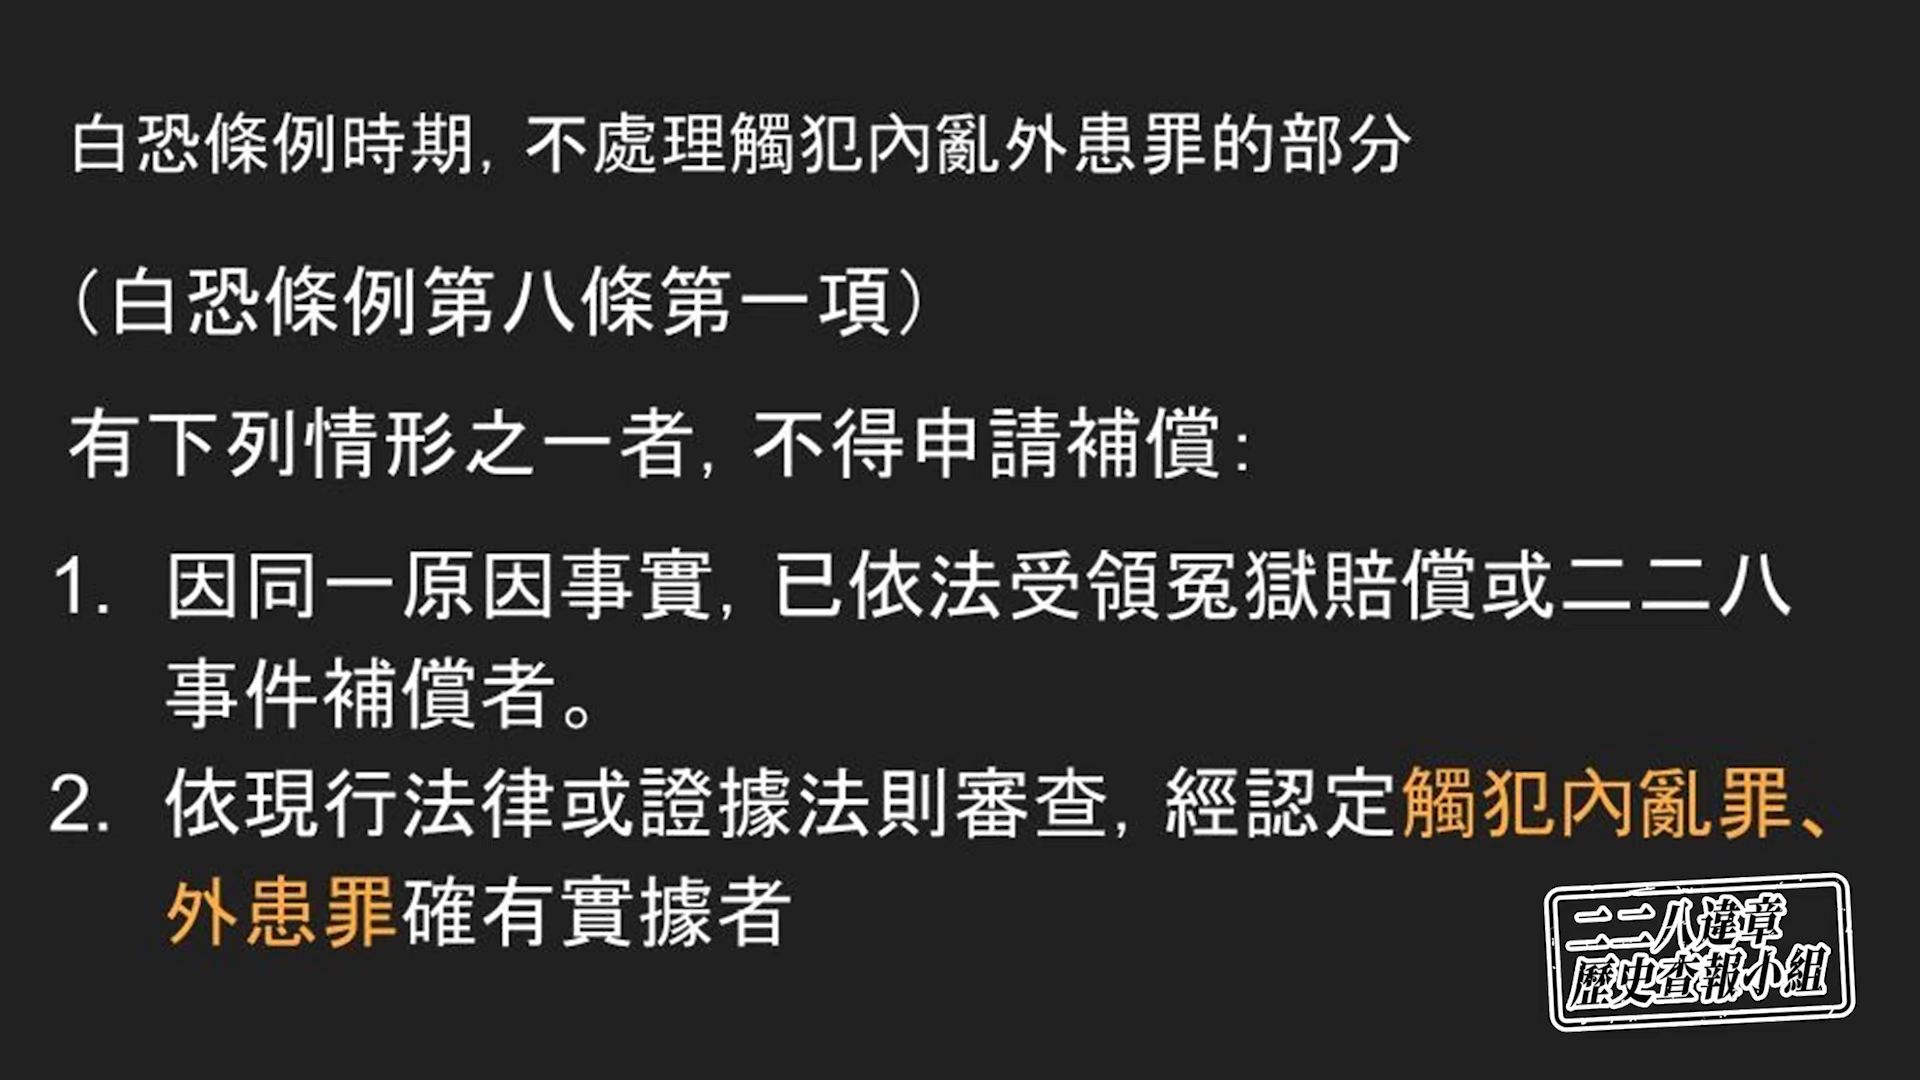 白恐條例時期，不處理觸犯內亂外患罪的部分
（白恐條例第八條第一項）
有下列情形之一者，不得申請補償：
1. 因同一原因事實，已依法受領冤獄賠償或二二八
事件補償者。
2. 依現行法律或證據法則審查，經認定觸犯內亂罪、
外患罪確有實據者
二二八違章
歷史查報小組